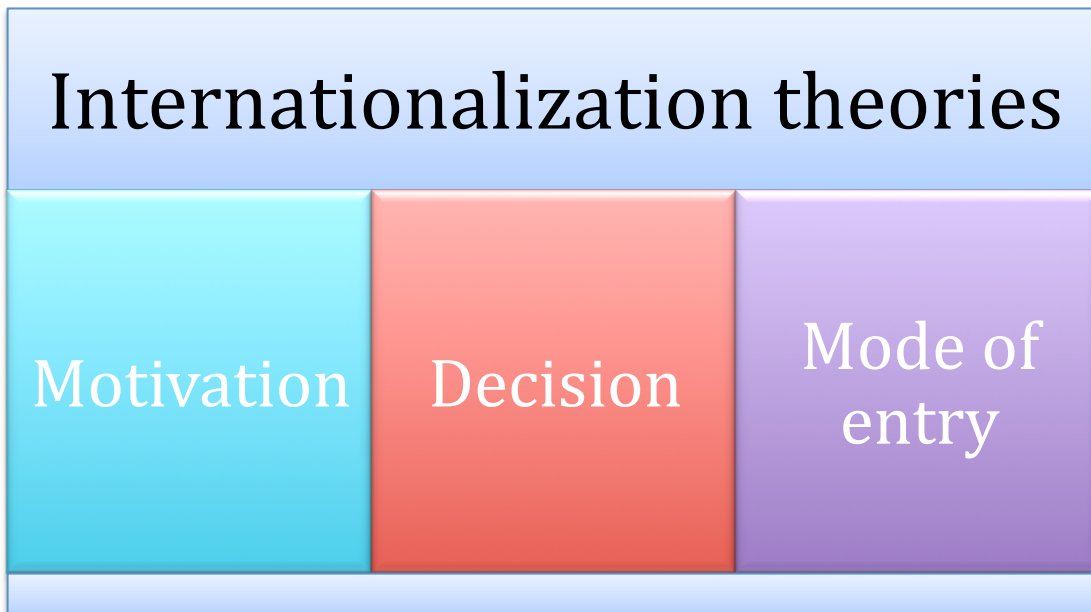 Internationalization theories
Motivation
Decision
Mode of
entry